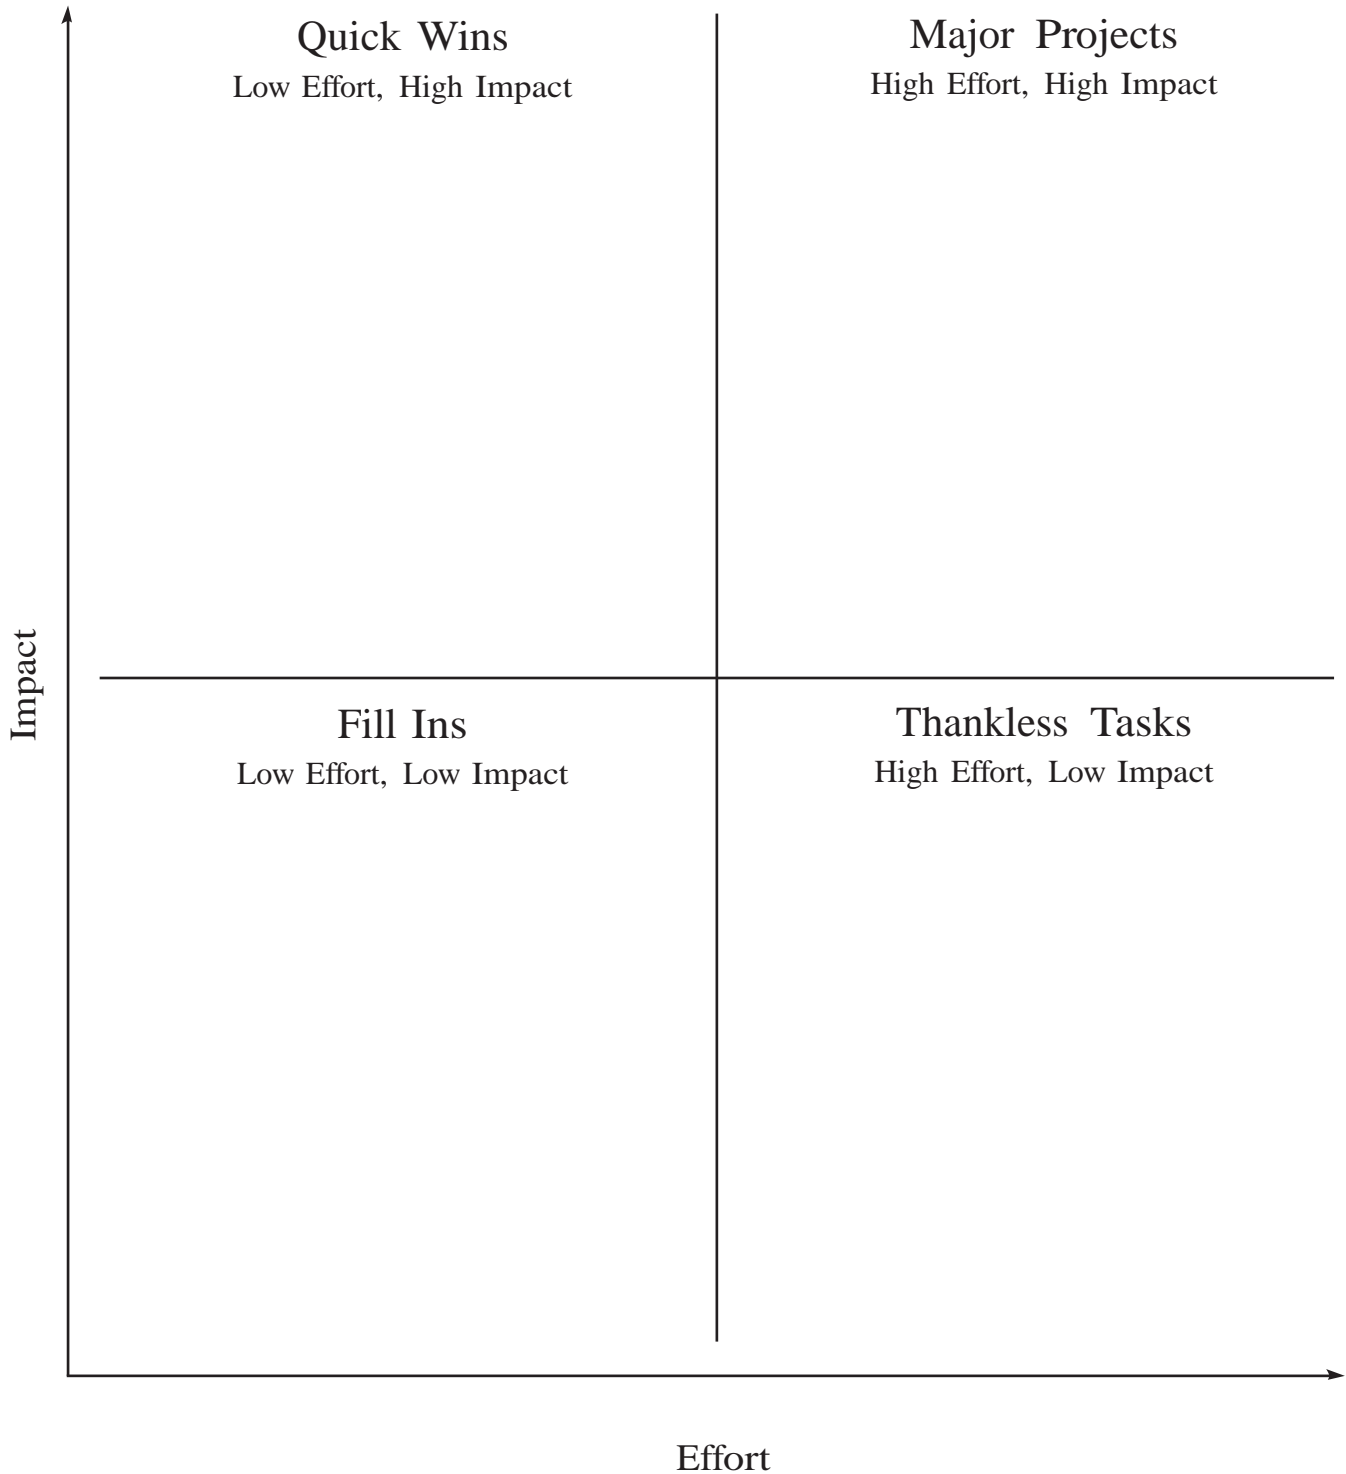 Quick Wins
Low Effort, High Impact
Major Projects
High Effort, High Impact
Impact
Fill Ins
Low Effort, Low Impact
Thankless Tasks
High Effort, Low Impact
Effort